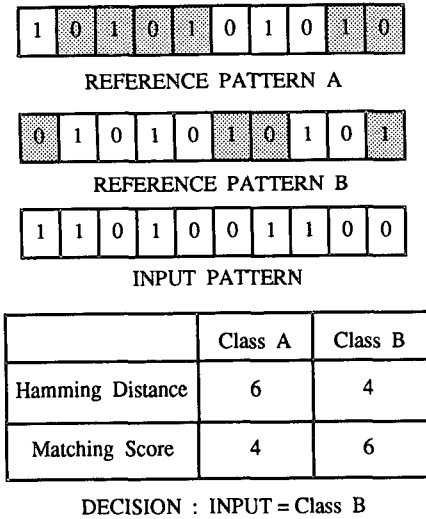 1 0 1 0 1 0 1 0 1 0
REFERENCE PATTERN A
0 1 0 1 0 1 0 1 0 1
REFERENCE PATTERN B
1 1 0 1 0 0 1 1 0 0
INPUT PATTERN
Class A Class B
Hamming Distance 6 4
Matching Score 4 6
DECISION : INPUT = Class B